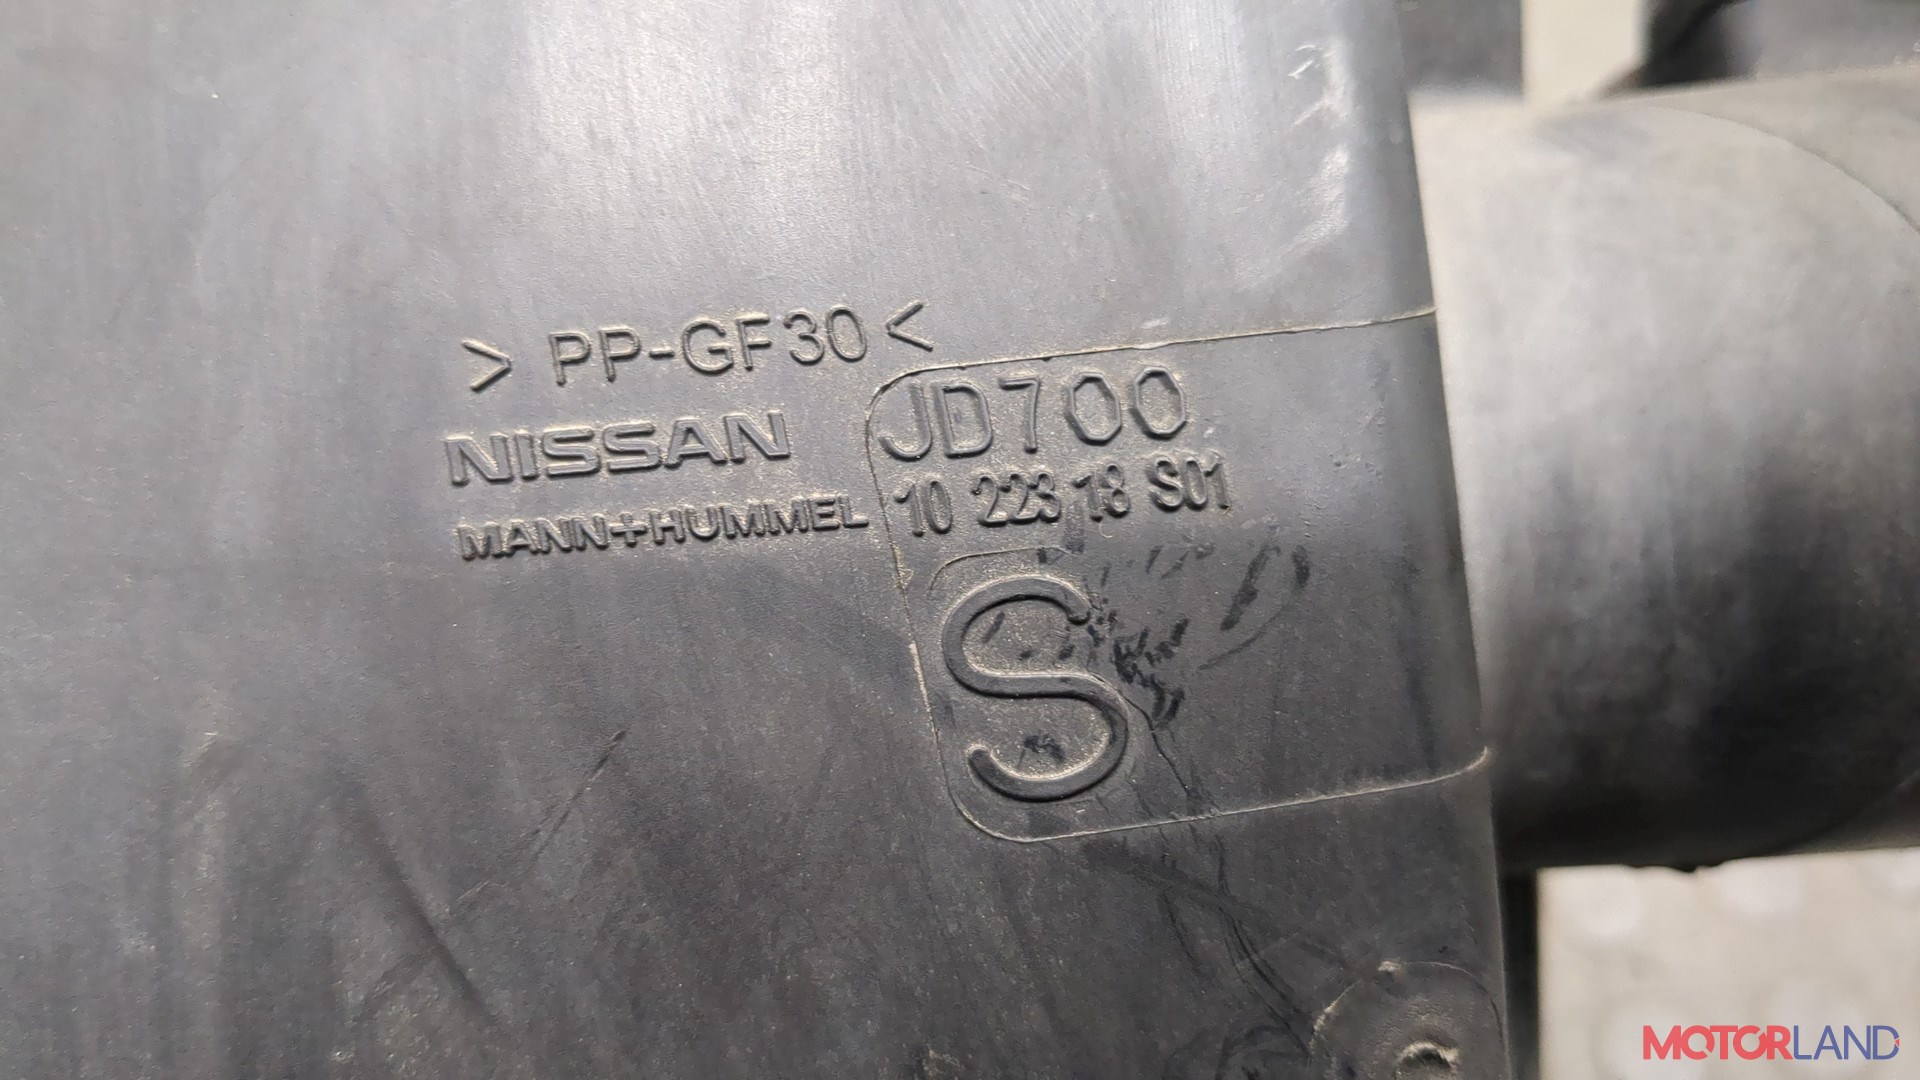 > PP-GF30 <
NISSAN JD700
MANN+HUMMEL 10 223 18 S01
S
MOTORLAND